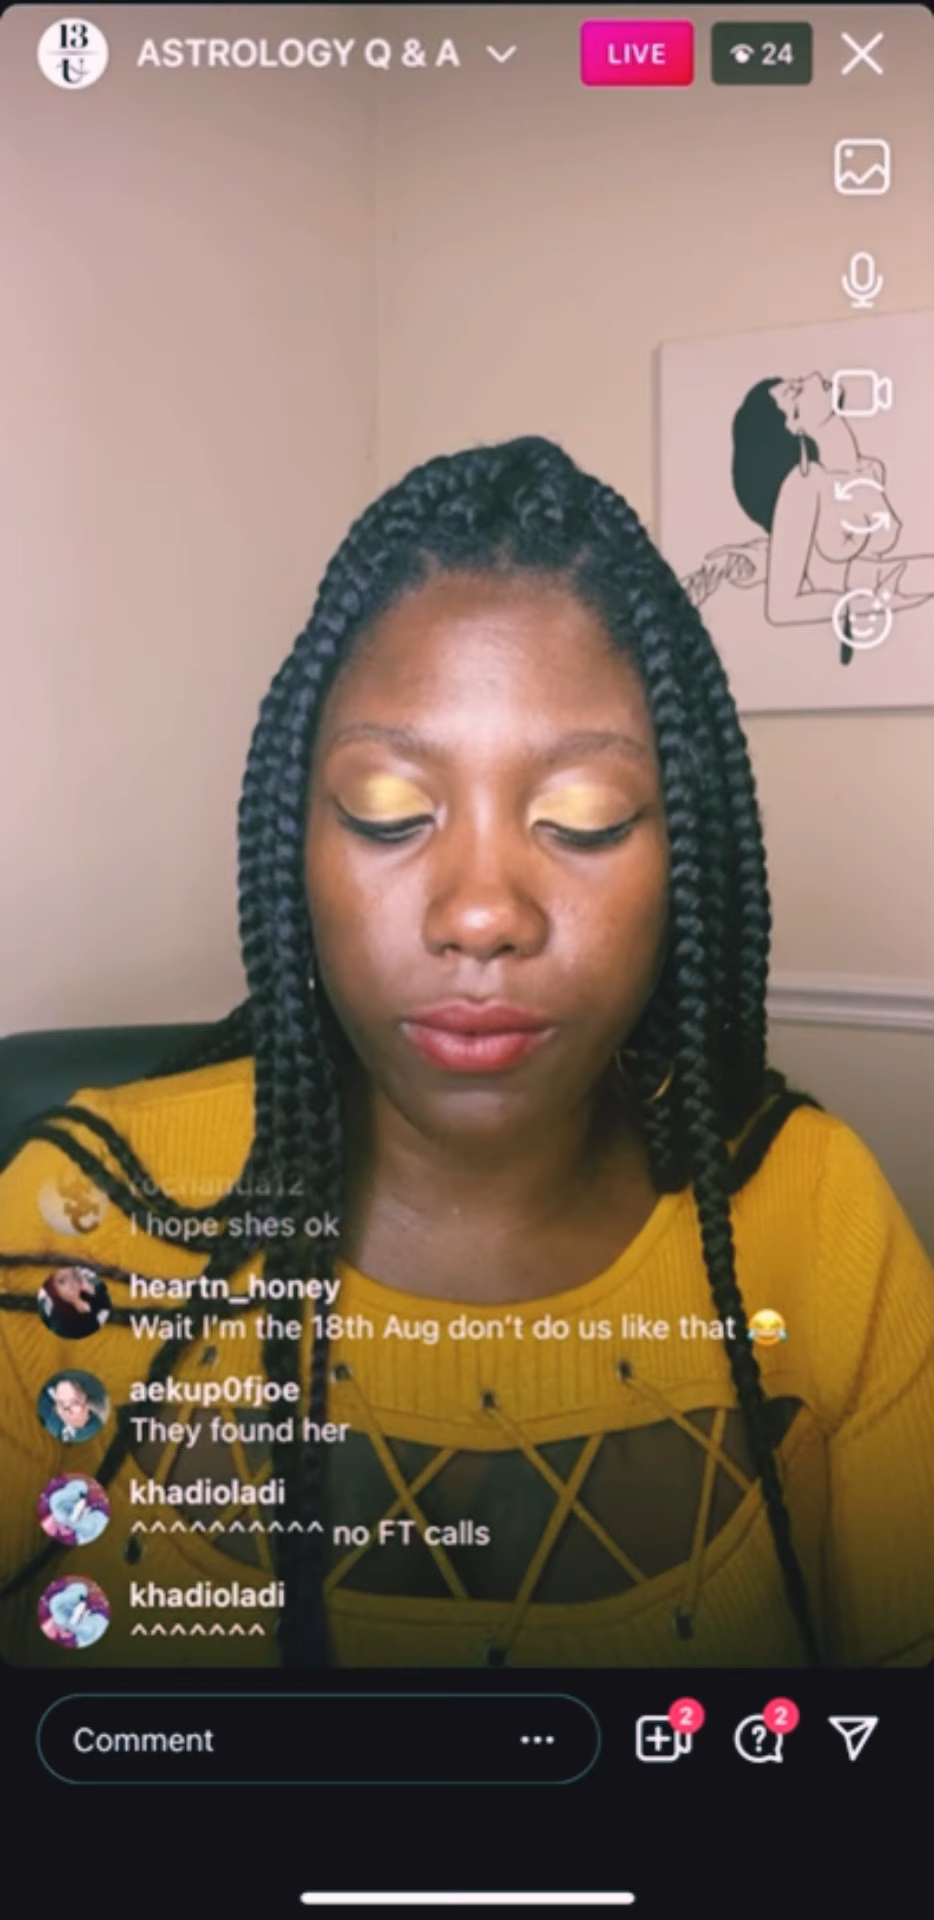 13
U
ASTROLOGY Q & A
LIVE
24
I hope shes ok
heartn_honey
Wait I'm the 18th Aug don't do us like that 😂
aekup0fjoe
They found her
khadioladi
^^^^^^^^^^ no FT calls
khadioladi
^^^^^^^
Comment
2
2